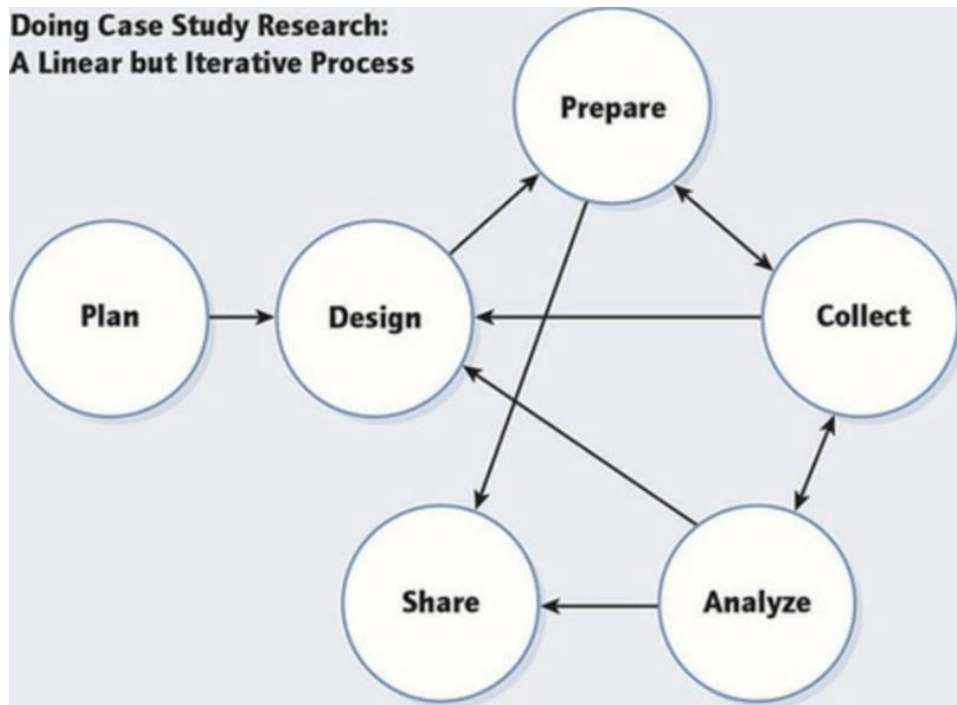 Doing Case Study Research:
A Linear but Iterative Process
Prepare
Plan
Design
Collect
Share
Analyze